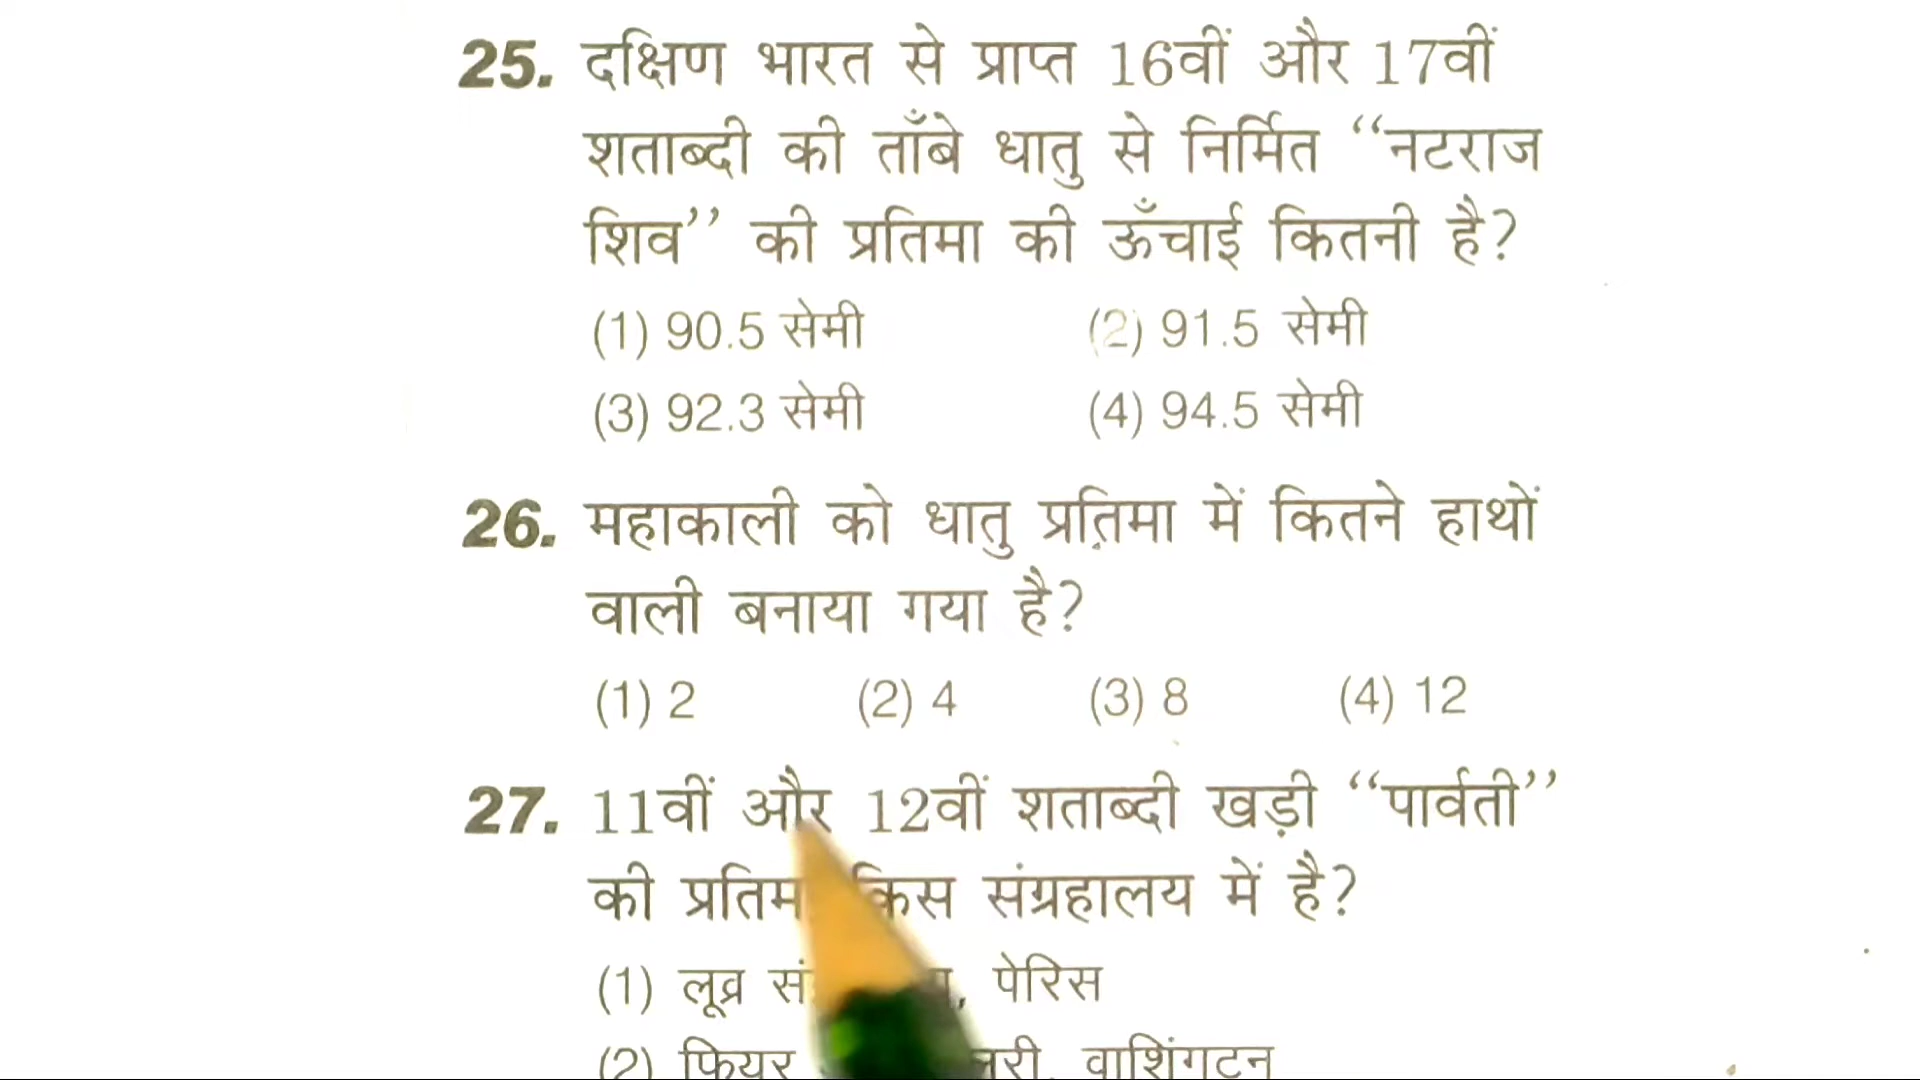 25. दक्षिण भारत से प्राप्त 16वीं और 17वीं
शताब्दी की ताँबे धातु से निर्मित “नटराज
शिव” की प्रतिमा की ऊँचाई कितनी है?
(1) 90.5 सेमी (2) 91.5 सेमी
(3) 92.3 सेमी (4) 94.5 सेमी
26. महाकाली को धातु प्रतिमा में कितने हाथों
वाली बनाया गया है?
(1) 2 (2) 4 (3) 8 (4) 12
27. 11वीं और 12वीं शताब्दी खड़ी “पार्वती”
की किस संग्रहालय में है?
(1) लूव्र पेरिस
(2) फियर वाशिंगटन